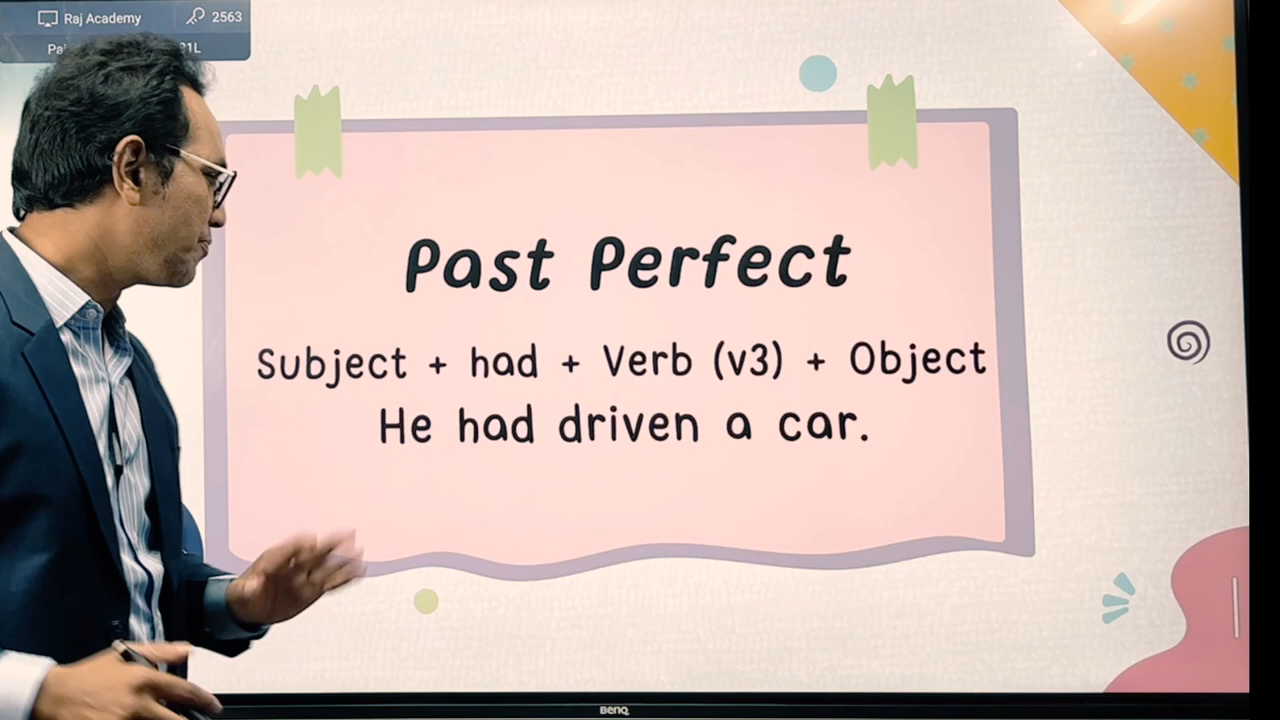 Raj Academy 2563
Past Perfect
Subject + had + Verb (v3) + Object
He had driven a car.
BenQ